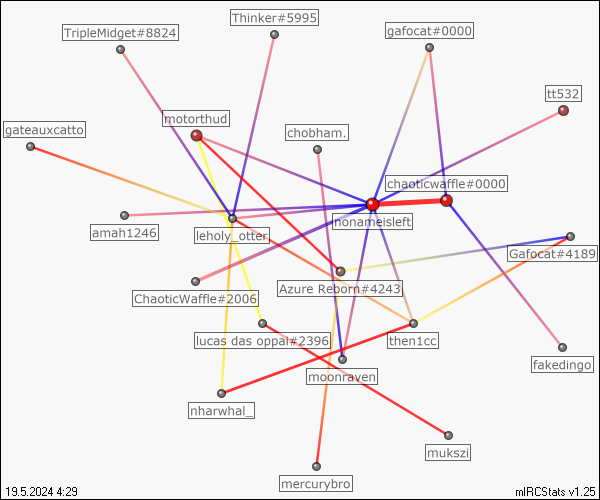 Thinker#5995
TripleMidget#8824
gafocat#0000
tt532
motorthud
gateauxcatto
chobham.
chaoticwaffle#0000
nonameisleft
amah1246
leholy_otter
Gafocat#4189
Azure Reborn#4243
ChaoticWaffle#2006
lucas das oppai#2396
then1cc
fakedingo
moonraven
nharwhal_
mukszi
mercurybro
19.5.2024 4:29
mIRCStats v1.25